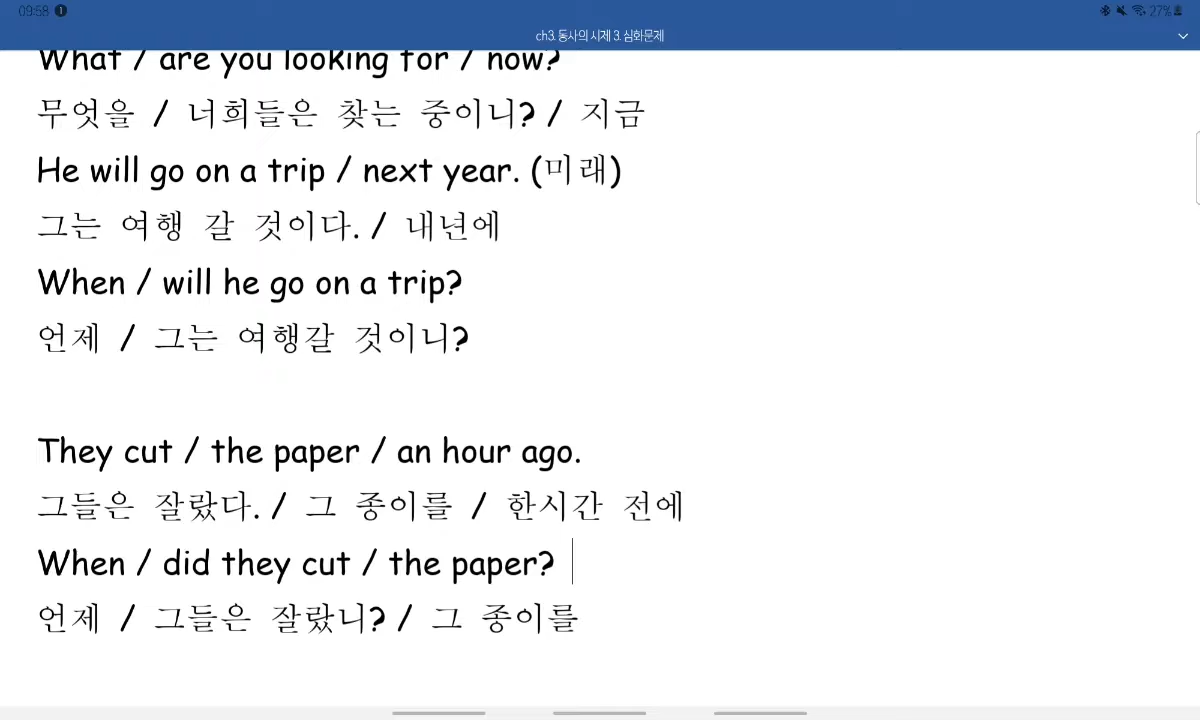 09:58
27%
ch3. 동사의 시제 3. 심화문제
What / are you looking for / now?
무엇을 / 너희들은 찾는 중이니? / 지금
He will go on a trip / next year. (미래)
그는 여행 갈 것이다. / 내년에
When / will he go on a trip?
언제 / 그는 여행갈 것이니?
They cut / the paper / an hour ago.
그들은 잘랐다. / 그 종이를 / 한시간 전에
When / did they cut / the paper?
언제 / 그들은 잘랐니? / 그 종이를